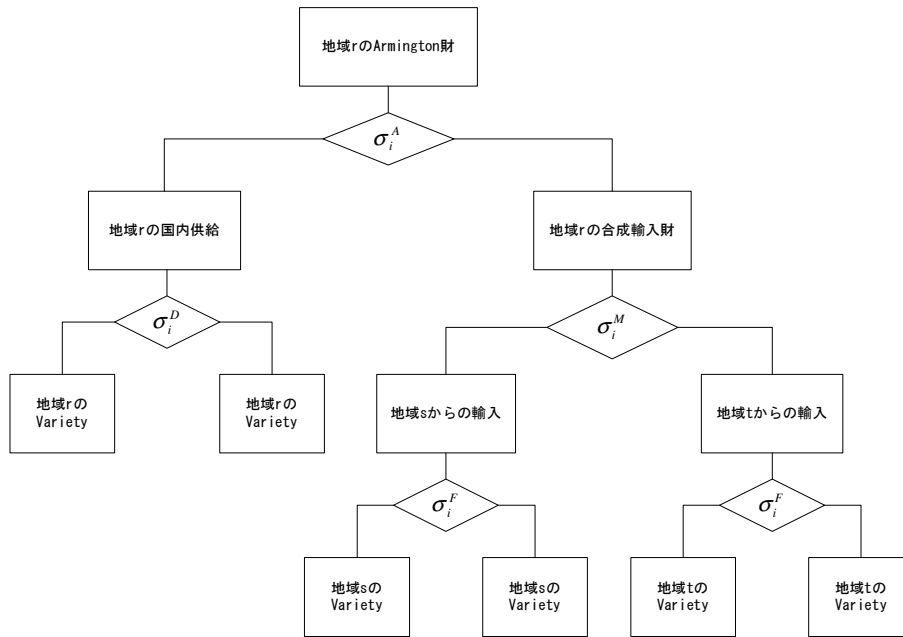 地域rのArmington財
σ_i^A
地域rの国内供給
地域rの合成輸入財
σ_i^D
σ_i^M
地域rの
Variety
地域rの
Variety
地域sからの輸入
地域tからの輸入
σ_i^F
σ_i^F
地域sの
Variety
地域sの
Variety
地域tの
Variety
地域tの
Variety